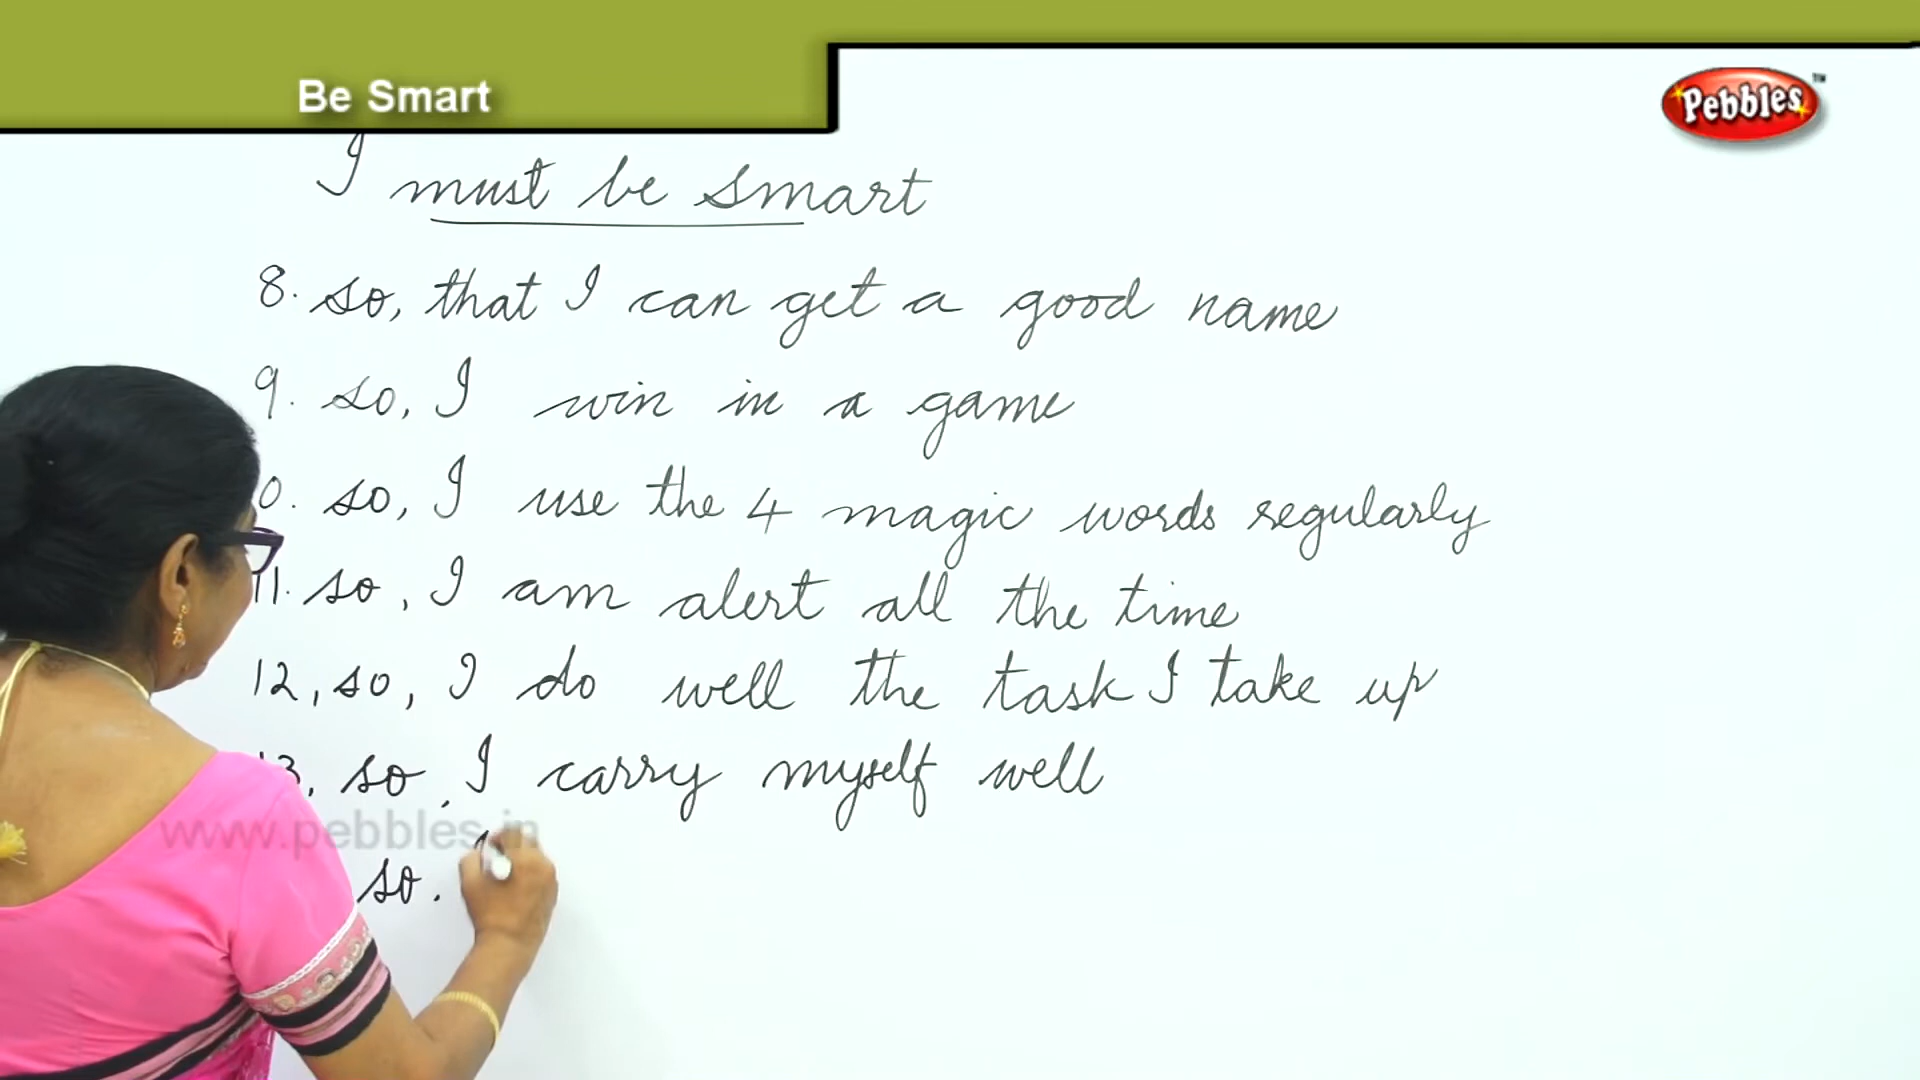 Be Smart
Pebbles™
I must be smart
8. so, that I can get a good name
9. so, I win in a game
0. so, I use the 4 magic words regularly
11. so, I am alert all the time
12, so, I do well the task I take up
13, so, I carry myself well
www.pebbles.in
so.